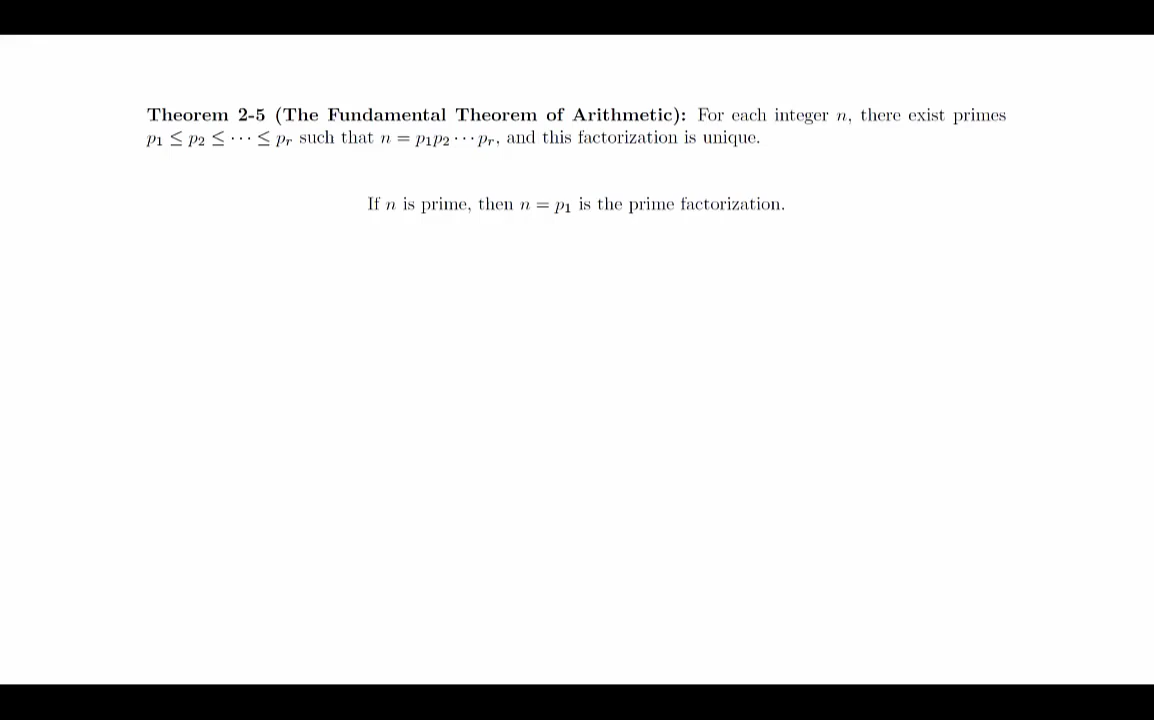 Theorem 2-5 (The Fundamental Theorem of Arithmetic): For each integer n, there exist primes
p₁ ≤ p₂ ≤ ⋯ ≤ pᵣ such that n = p₁p₂⋯pᵣ, and this factorization is unique.
If n is prime, then n = p₁ is the prime factorization.